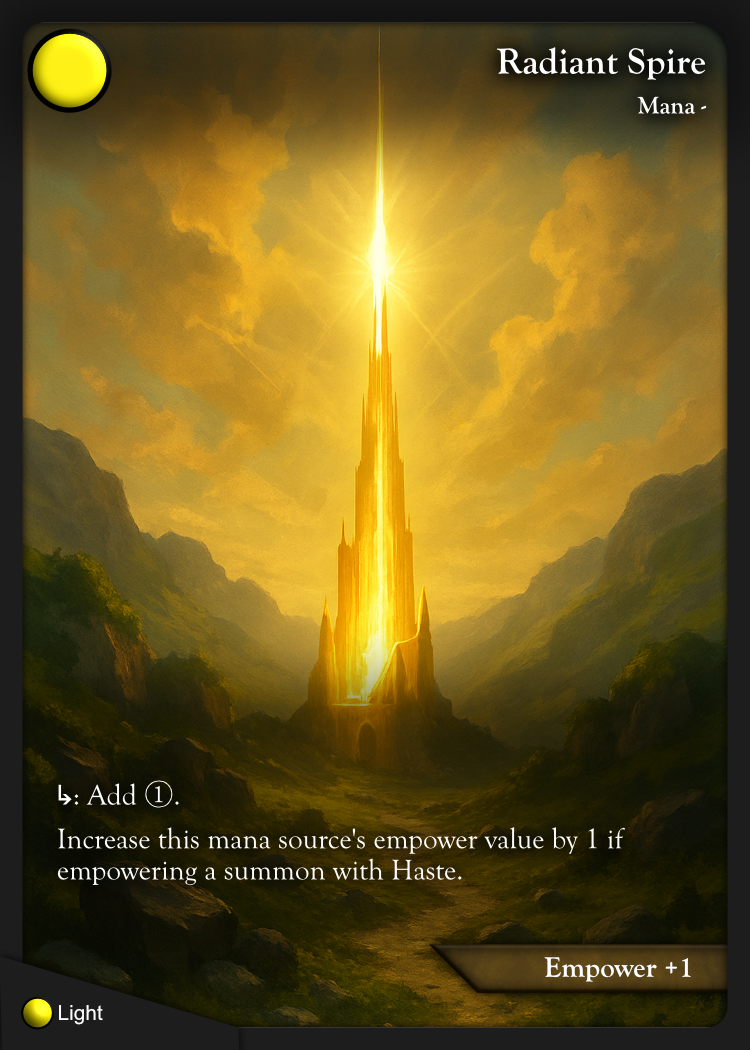 Radiant Spire
Mana -
↳: Add ①.
Increase this mana source's empower value by 1 if
empowering a summon with Haste.
Empower +1
Light